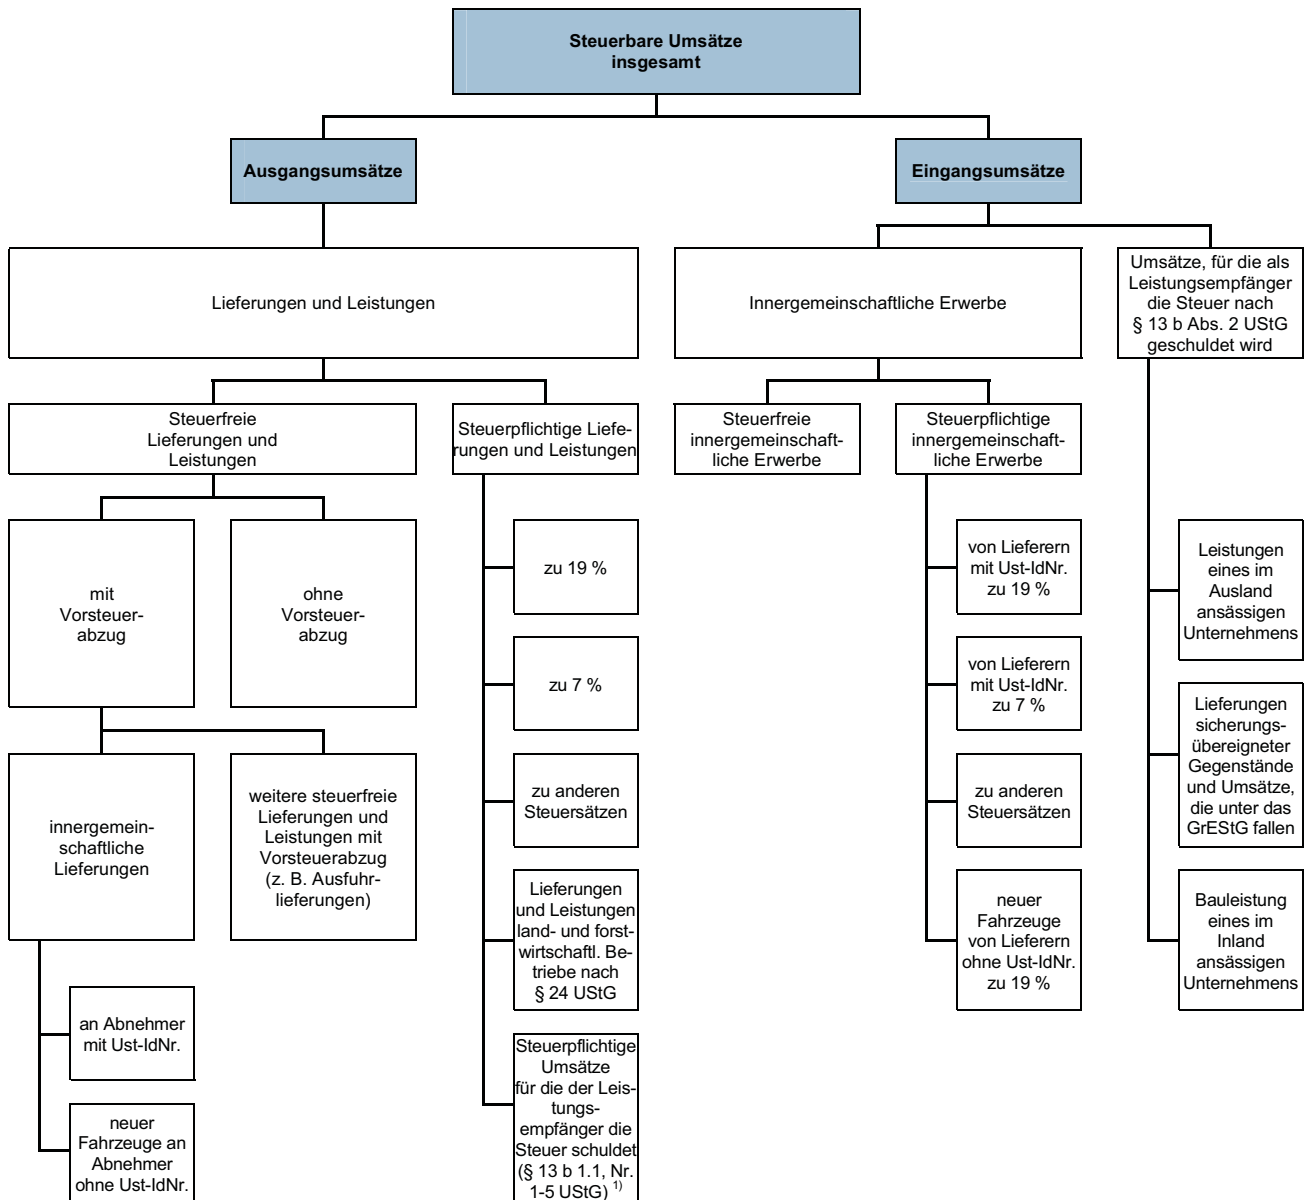 Steuerbare Umsätze
insgesamt
Ausgangsumsätze
Eingangsumsätze
Lieferungen und Leistungen
Innergemeinschaftliche Erwerbe
Umsätze, für die als
Leistungsempfänger
die Steuer nach
§ 13 b Abs. 2 UStG
geschuldet wird
Steuerfreie
Lieferungen und
Leistungen
Steuerpflichtige Liefe-
rungen und Leistungen
Steuerfreie
innergemeinschaft-
liche Erwerbe
Steuerpflichtige
innergemeinschaft-
liche Erwerbe
mit
Vorsteuer-
abzug
ohne
Vorsteuer-
abzug
zu 19 %
von Lieferern
mit Ust-IdNr.
zu 19 %
Leistungen
eines im
Ausland
ansässigen
Unternehmens
zu 7 %
von Lieferern
mit Ust-IdNr.
zu 7 %
Lieferungen
sicherungs-
übereigneter
Gegenstände
und Umsätze,
die unter das
GrEStG fallen
innergemein-
schaftliche
Lieferungen
weitere steuerfreie
Lieferungen und
Leistungen mit
Vorsteuerabzug
(z. B. Ausfuhr-
lieferungen)
zu anderen
Steuersätzen
zu anderen
Steuersätzen
Lieferungen
und Leistungen
land- und forst-
wirtschaftl. Be-
triebe nach
§ 24 UStG
neuer
Fahrzeuge
von Lieferern
ohne Ust-IdNr.
zu 19 %
Bauleistung
eines im
Inland
ansässigen
Unternehmens
an Abnehmer
mit Ust-IdNr.
Steuerpflichtige
Umsätze
für die der Leis-
tungs-
empfänger die
Steuer schuldet
(§ 13 b 1.1, Nr.
1-5 UStG) 1)
neuer
Fahrzeuge an
Abnehmer
ohne Ust-IdNr.